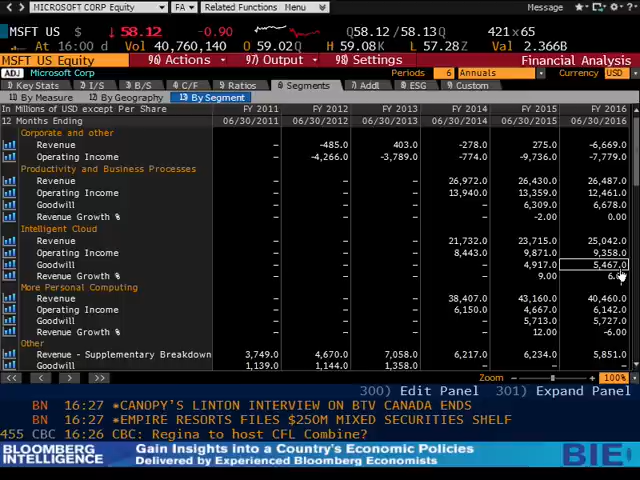 MICROSOFT CORP Equity FA Related Functions Menu Message
MSFT US $ ↓ 58.12 -0.90 Q58.12 / 58.13Q 421 x 65
At 16:00 d Vol 40,760,140 O 59.02Q H 59.08K L 57.28Z Val 2.366B
MSFT US Equity 96) Actions 97) Output 98) Settings Financial Analysis
ADJ Microsoft Corp Periods 6 Annuals Currency USD
1) Key Stats 2) I/S 3) B/S 4) C/F 5) Ratios 6) Segments 7) Addl 8) ESG 9) Custom
11) By Measure 12) By Geography 13) By Segment
In Millions of USD except Per Share FY 2011 FY 2012 FY 2013 FY 2014 FY 2015 FY 2016
12 Months Ending 06/30/2011 06/30/2012 06/30/2013 06/30/2014 06/30/2015 06/30/2016
Corporate and other
Revenue – -485.0 403.0 -278.0 275.0 -6,669.0
Operating Income – -4,266.0 -3,789.0 -774.0 -9,736.0 -7,779.0
Productivity and Business Processes
Revenue – – – 26,972.0 26,430.0 26,487.0
Operating Income – – – 13,940.0 13,359.0 12,461.0
Goodwill – – – – 6,309.0 6,678.0
Revenue Growth % – – – – -2.00 0.00
Intelligent Cloud
Revenue – – – 21,732.0 23,715.0 25,042.0
Operating Income – – – 8,443.0 9,871.0 9,358.0
Goodwill – – – – 4,917.0 5,467.0
Revenue Growth % – – – – 9.00
More Personal Computing
Revenue – – – 38,407.0 43,160.0 40,460.0
Operating Income – – – 6,150.0 4,667.0 6,142.0
Goodwill – – – – 5,713.0 5,727.0
Revenue Growth % – – – – 12.00 -6.00
Other
Revenue - Supplementary Breakdown 3,749.0 4,670.0 7,058.0 6,217.0 6,234.0 5,851.0
Goodwill 1,139.0 1,144.0 1,358.0 – – –
<< < > >> Zoom – + 100%
300) Edit Panel 301) Expand Panel
BN 16:27 *CANOPY'S LINTON INTERVIEW ON BTV CANADA ENDS
BN 16:27 *EMPIRE RESORTS FILES $250M MIXED SECURITIES SHELF
455 CBC 16:26 CBC: Regina to host CFL Combine?
BLOOMBERG INTELLIGENCE
Gain Insights into a Country's Economic Policies
Delivered by Experienced Bloomberg Economists
BIE